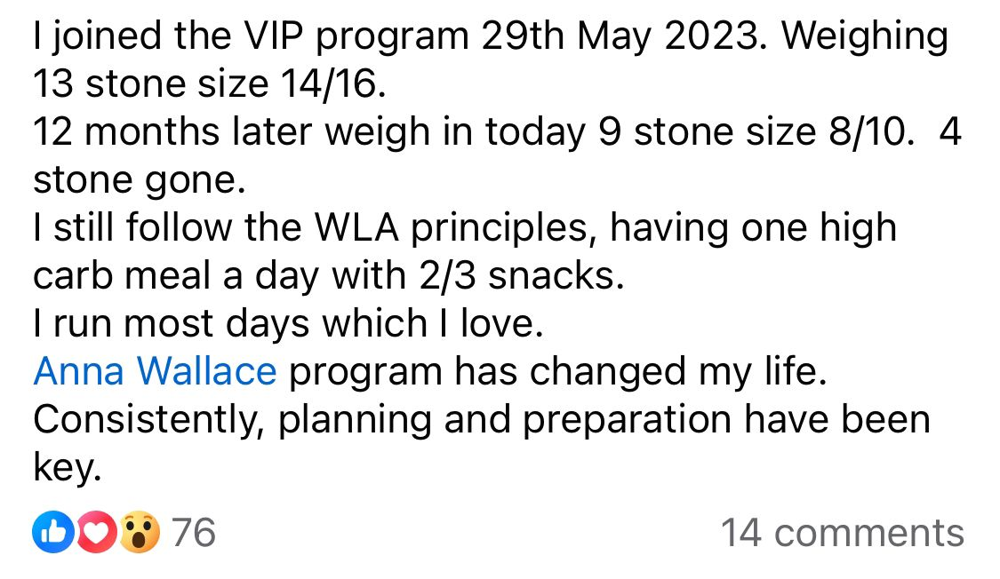 I joined the VIP program 29th May 2023. Weighing
13 stone size 14/16.
12 months later weigh in today 9 stone size 8/10.  4
stone gone.
I still follow the WLA principles, having one high
carb meal a day with 2/3 snacks.
I run most days which I love.
Anna Wallace program has changed my life.
Consistently, planning and preparation have been
key.
76 14 comments